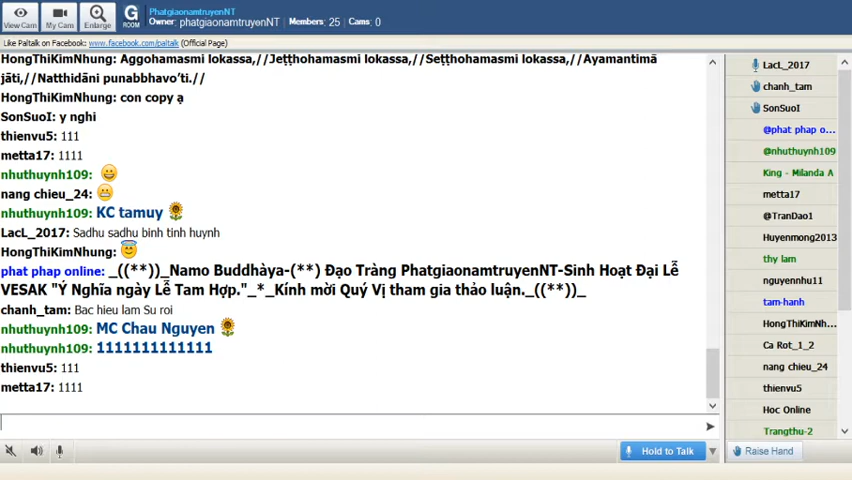 View Cam
My Cam
Enlarge
G ROOM
PhatgiaonamtruyenNT
Owner: phatgiaonamtruyenNT Members: 25 Cams: 0
Like Paltalk on Facebook: www.facebook.com/paltalk (Official Page)
HongThiKimNhung: Aggohamasmi lokassa,//Jeṭṭhohamasmi lokassa,//Seṭṭhohamasmi lokassa,//Ayamantimā
jāti,//Natthidāni punabbhavo’ti.//
HongThiKimNhung: con copy ạ
SonSuoI: y nghi
thienvu5: 111
metta17: 1111
nhuthuynh109:
nang chieu_24:
nhuthuynh109: KC tamuy
LacL_2017: Sadhu sadhu binh tinh huynh
HongThiKimNhung:
phat phap online: _((**))_Namo Buddhàya-(**) Đạo Tràng PhatgiaonamtruyenNT-Sinh Hoạt Đại Lễ
VESAK "Ý Nghĩa ngày Lễ Tam Hợp."_*_Kính mời Quý Vị tham gia thảo luận._((**))_
chanh_tam: Bac hieu lam Su roi
nhuthuynh109: MC Chau Nguyen
nhuthuynh109: 1111111111111
thienvu5: 111
metta17: 1111
Hold to Talk
LacL_2017
chanh_tam
SonSuoI
@phat phap o...
@nhuthuynh109
King - Milanda A
metta17
@TranDao1
Huyenmong2013
thy lam
nguyennhu11
tam-hanh
HongThiKimNh...
Ca Rot_1_2
nang chieu_24
thienvu5
Hoc Online
Trangthu-2
Raise Hand